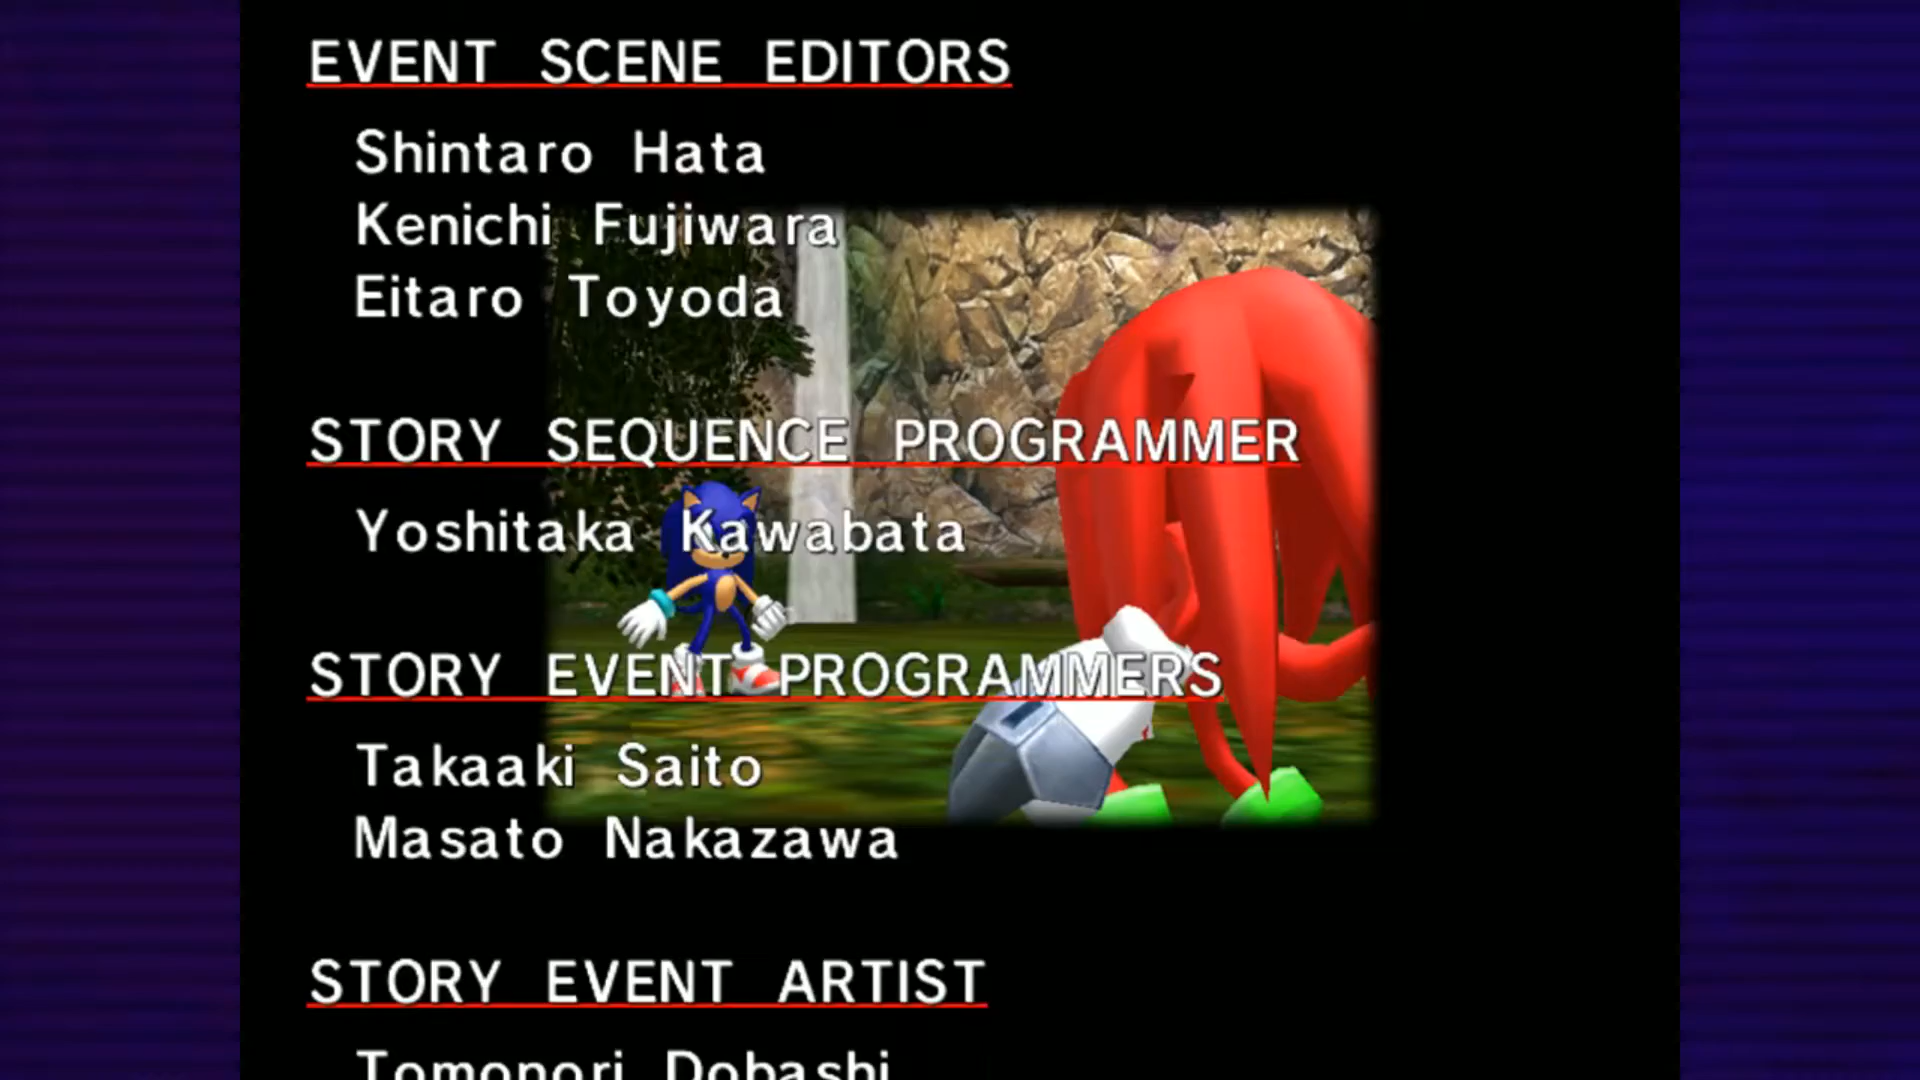 EVENT SCENE EDITORS
Shintaro Hata
Kenichi Fujiwara
Eitaro Toyoda
STORY SEQUENCE PROGRAMMER
Yoshitaka Kawabata
STORY EVENT PROGRAMMERS
Takaaki Saito
Masato Nakazawa
STORY EVENT ARTIST
Tomonori Dobashi